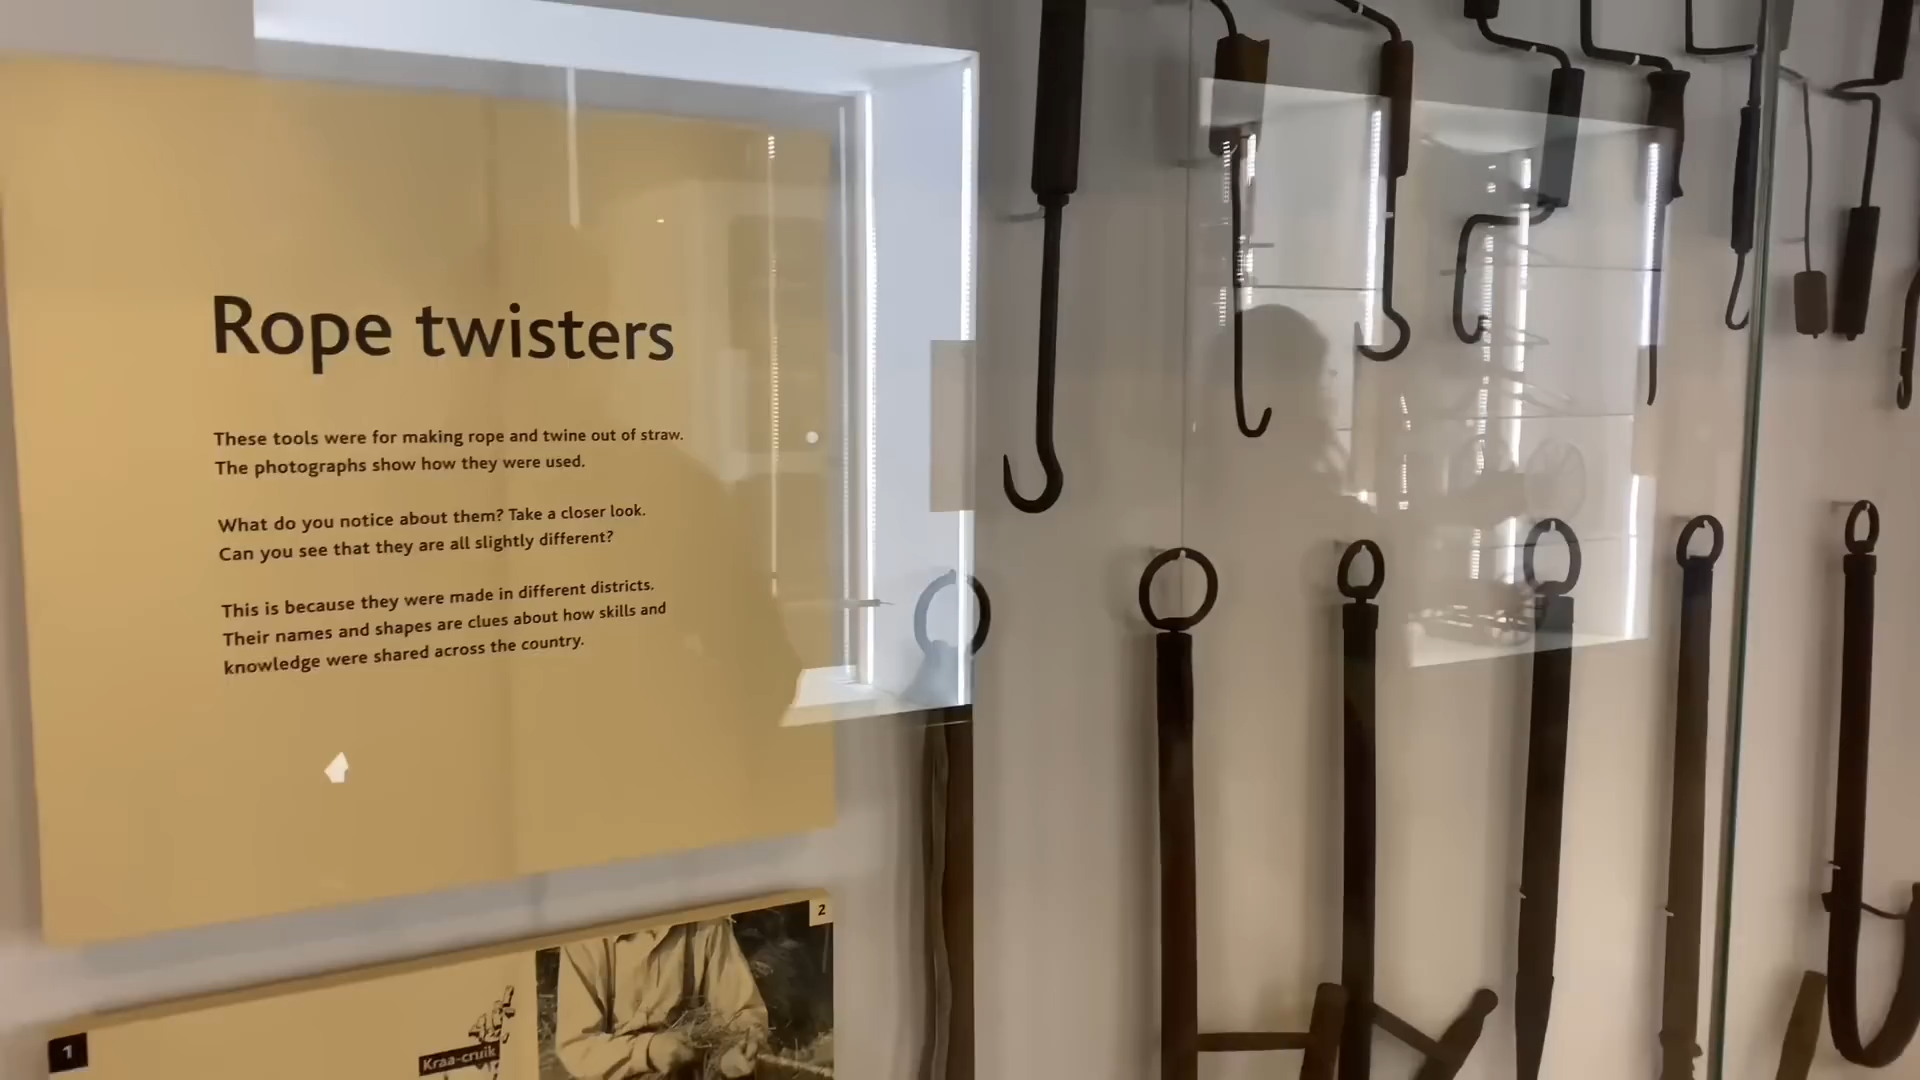 Rope twisters
These tools were for making rope and twine out of straw.
The photographs show how they were used.
What do you notice about them? Take a closer look.
Can you see that they are all slightly different?
This is because they were made in different districts.
Their names and shapes are clues about how skills and
knowledge were shared across the country.
2
1
Kraa-cruik